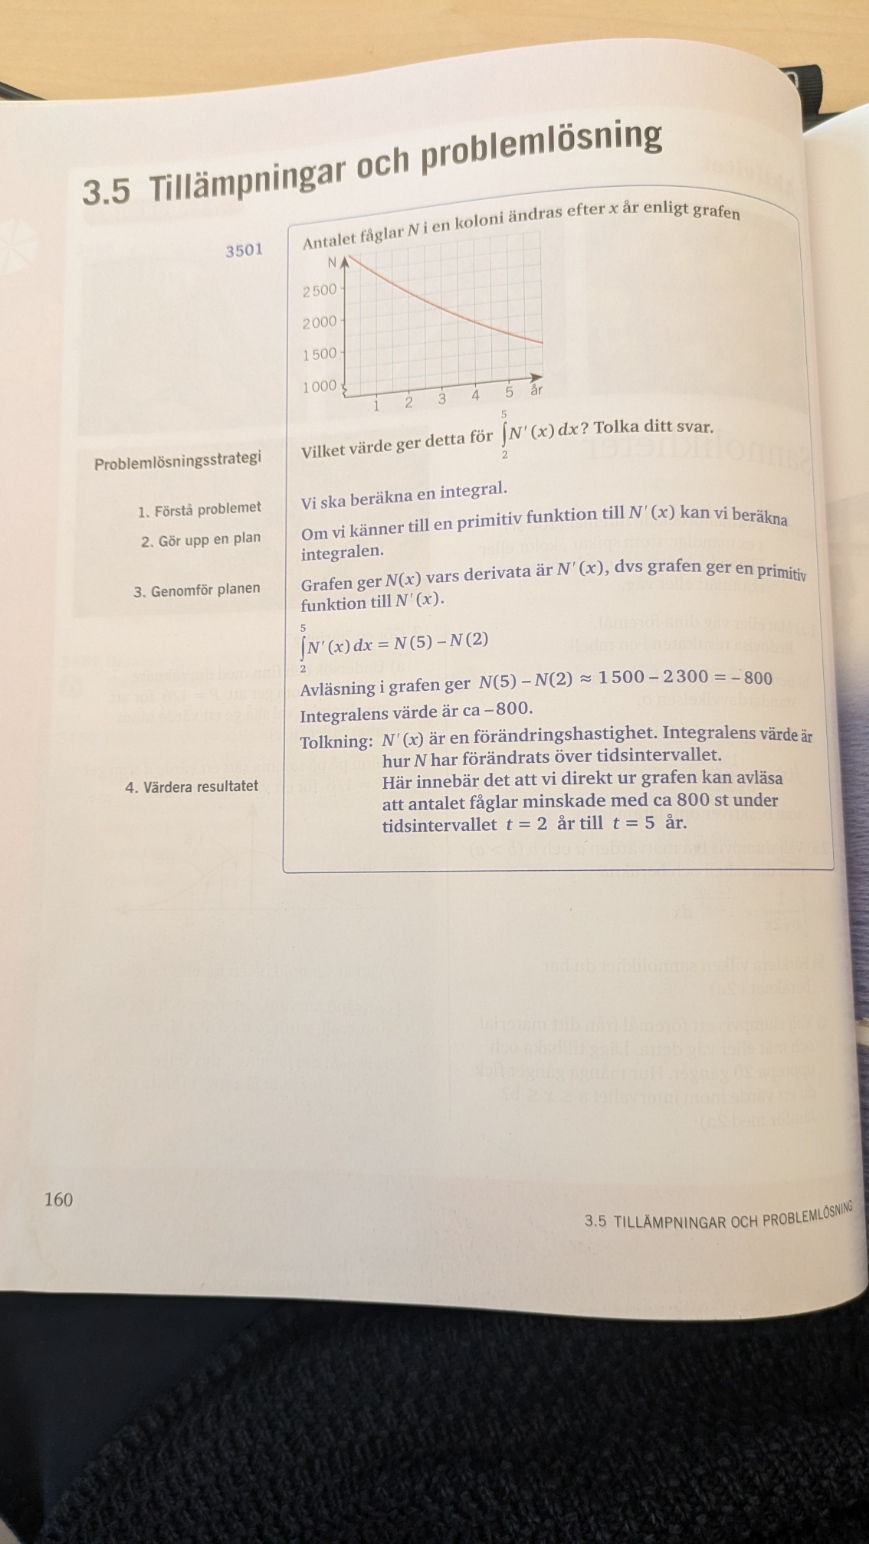 3.5 Tillämpningar och problemlösning
3501
Antalet fåglar N i en koloni ändras efter x år enligt grafen
N
2 500
2 000
1 500
1 000
1 2 3 4 5 år
Vilket värde ger detta för ∫₂⁵ N′(x) dx? Tolka ditt svar.
Problemlösningsstrategi
1. Förstå problemet
Vi ska beräkna en integral.
2. Gör upp en plan
Om vi känner till en primitiv funktion till N′(x) kan vi beräkna
integralen.
3. Genomför planen
Grafen ger N(x) vars derivata är N′(x), dvs grafen ger en primitiv
funktion till N′(x).
∫₂⁵ N′(x) dx = N(5) – N(2)
Avläsning i grafen ger N(5) – N(2) ≈ 1 500 – 2 300 = – 800
Integralens värde är ca –800.
Tolkning: N′(x) är en förändringshastighet. Integralens värde är
hur N har förändrats över tidsintervallet.
4. Värdera resultatet
Här innebär det att vi direkt ur grafen kan avläsa
att antalet fåglar minskade med ca 800 st under
tidsintervallet t = 2 år till t = 5 år.
160
3.5 TILLÄMPNINGAR OCH PROBLEMLÖSNING